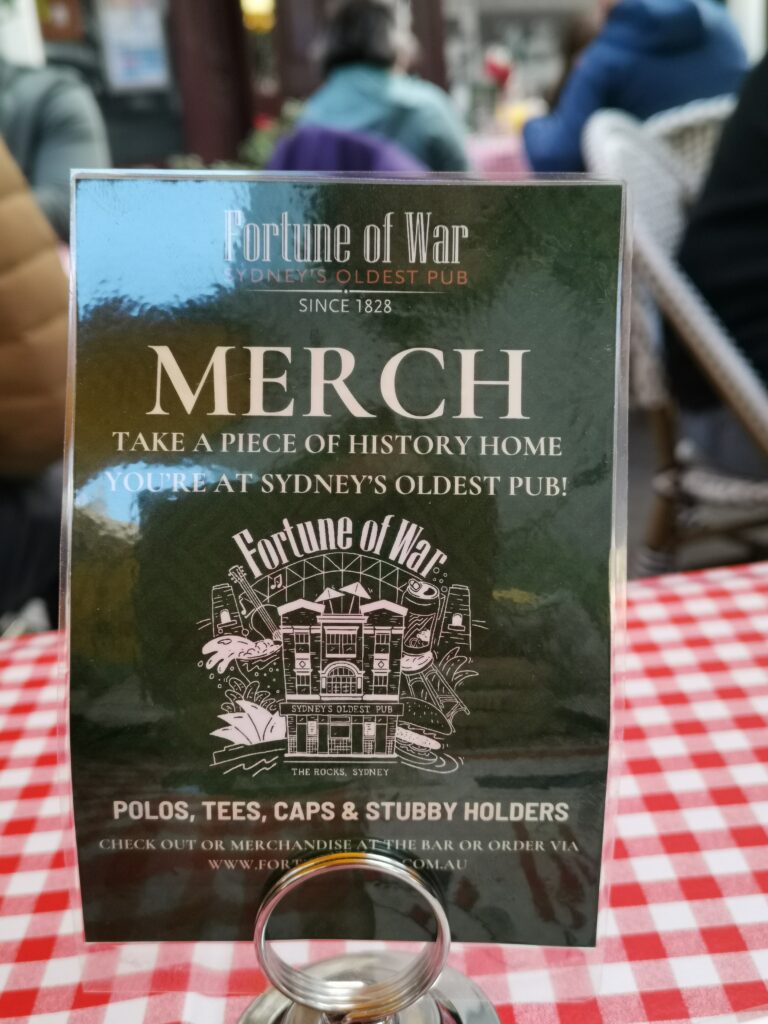 Fortune of War
SYDNEY'S OLDEST PUB
SINCE 1828
MERCH
TAKE A PIECE OF HISTORY HOME
YOU'RE AT SYDNEY'S OLDEST PUB!
Fortune of War
SYDNEY'S OLDEST PUB
THE ROCKS, SYDNEY
POLOS, TEES, CAPS & STUBBY HOLDERS
CHECK OUT OR MERCHANDISE AT THE BAR OR ORDER VIA